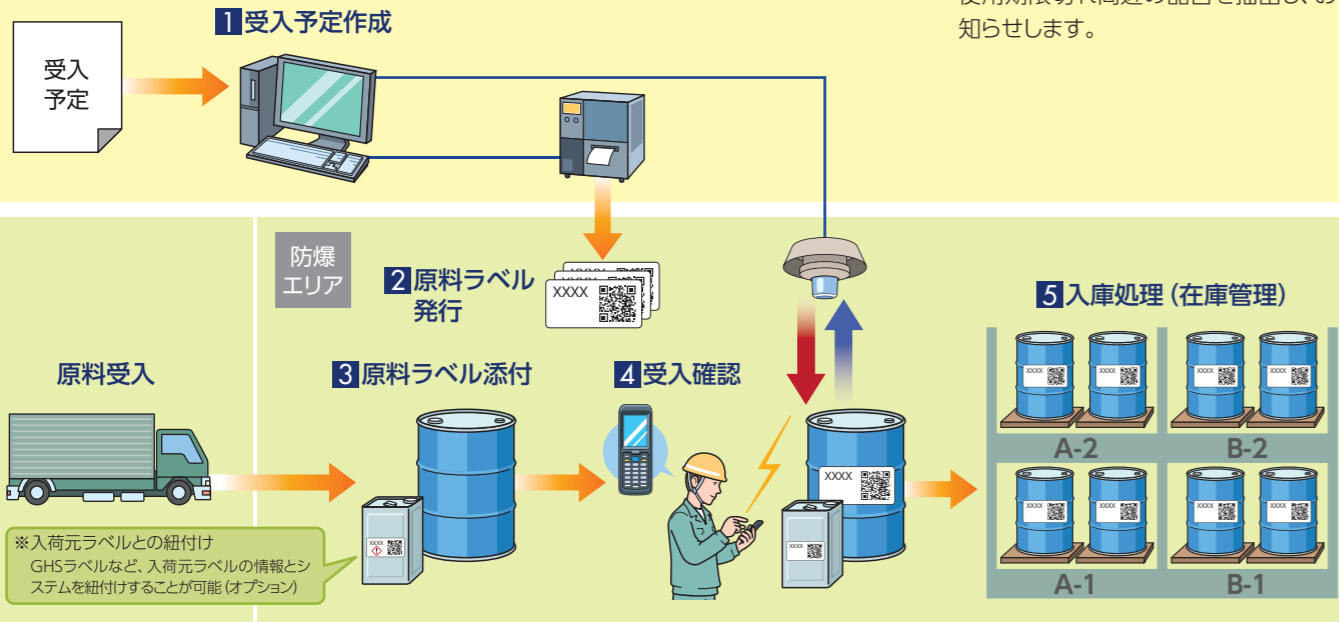 知らせします。
1 受入予定作成
受入
予定
防爆
エリア
2 原料ラベル
発行
XXXX
原料受入
3 原料ラベル添付
4 受入確認
5 入庫処理（在庫管理）
XXXX
XXXX
XXXX
XXXX
XXXX
XXXX
XXXX
A-2
B-2
XXXX
XXXX
XXXX
XXXX
A-1
B-1
※入荷元ラベルとの紐付け
GHSラベルなど、入荷元ラベルの情報とシ
ステムを紐付けすることが可能（オプション）